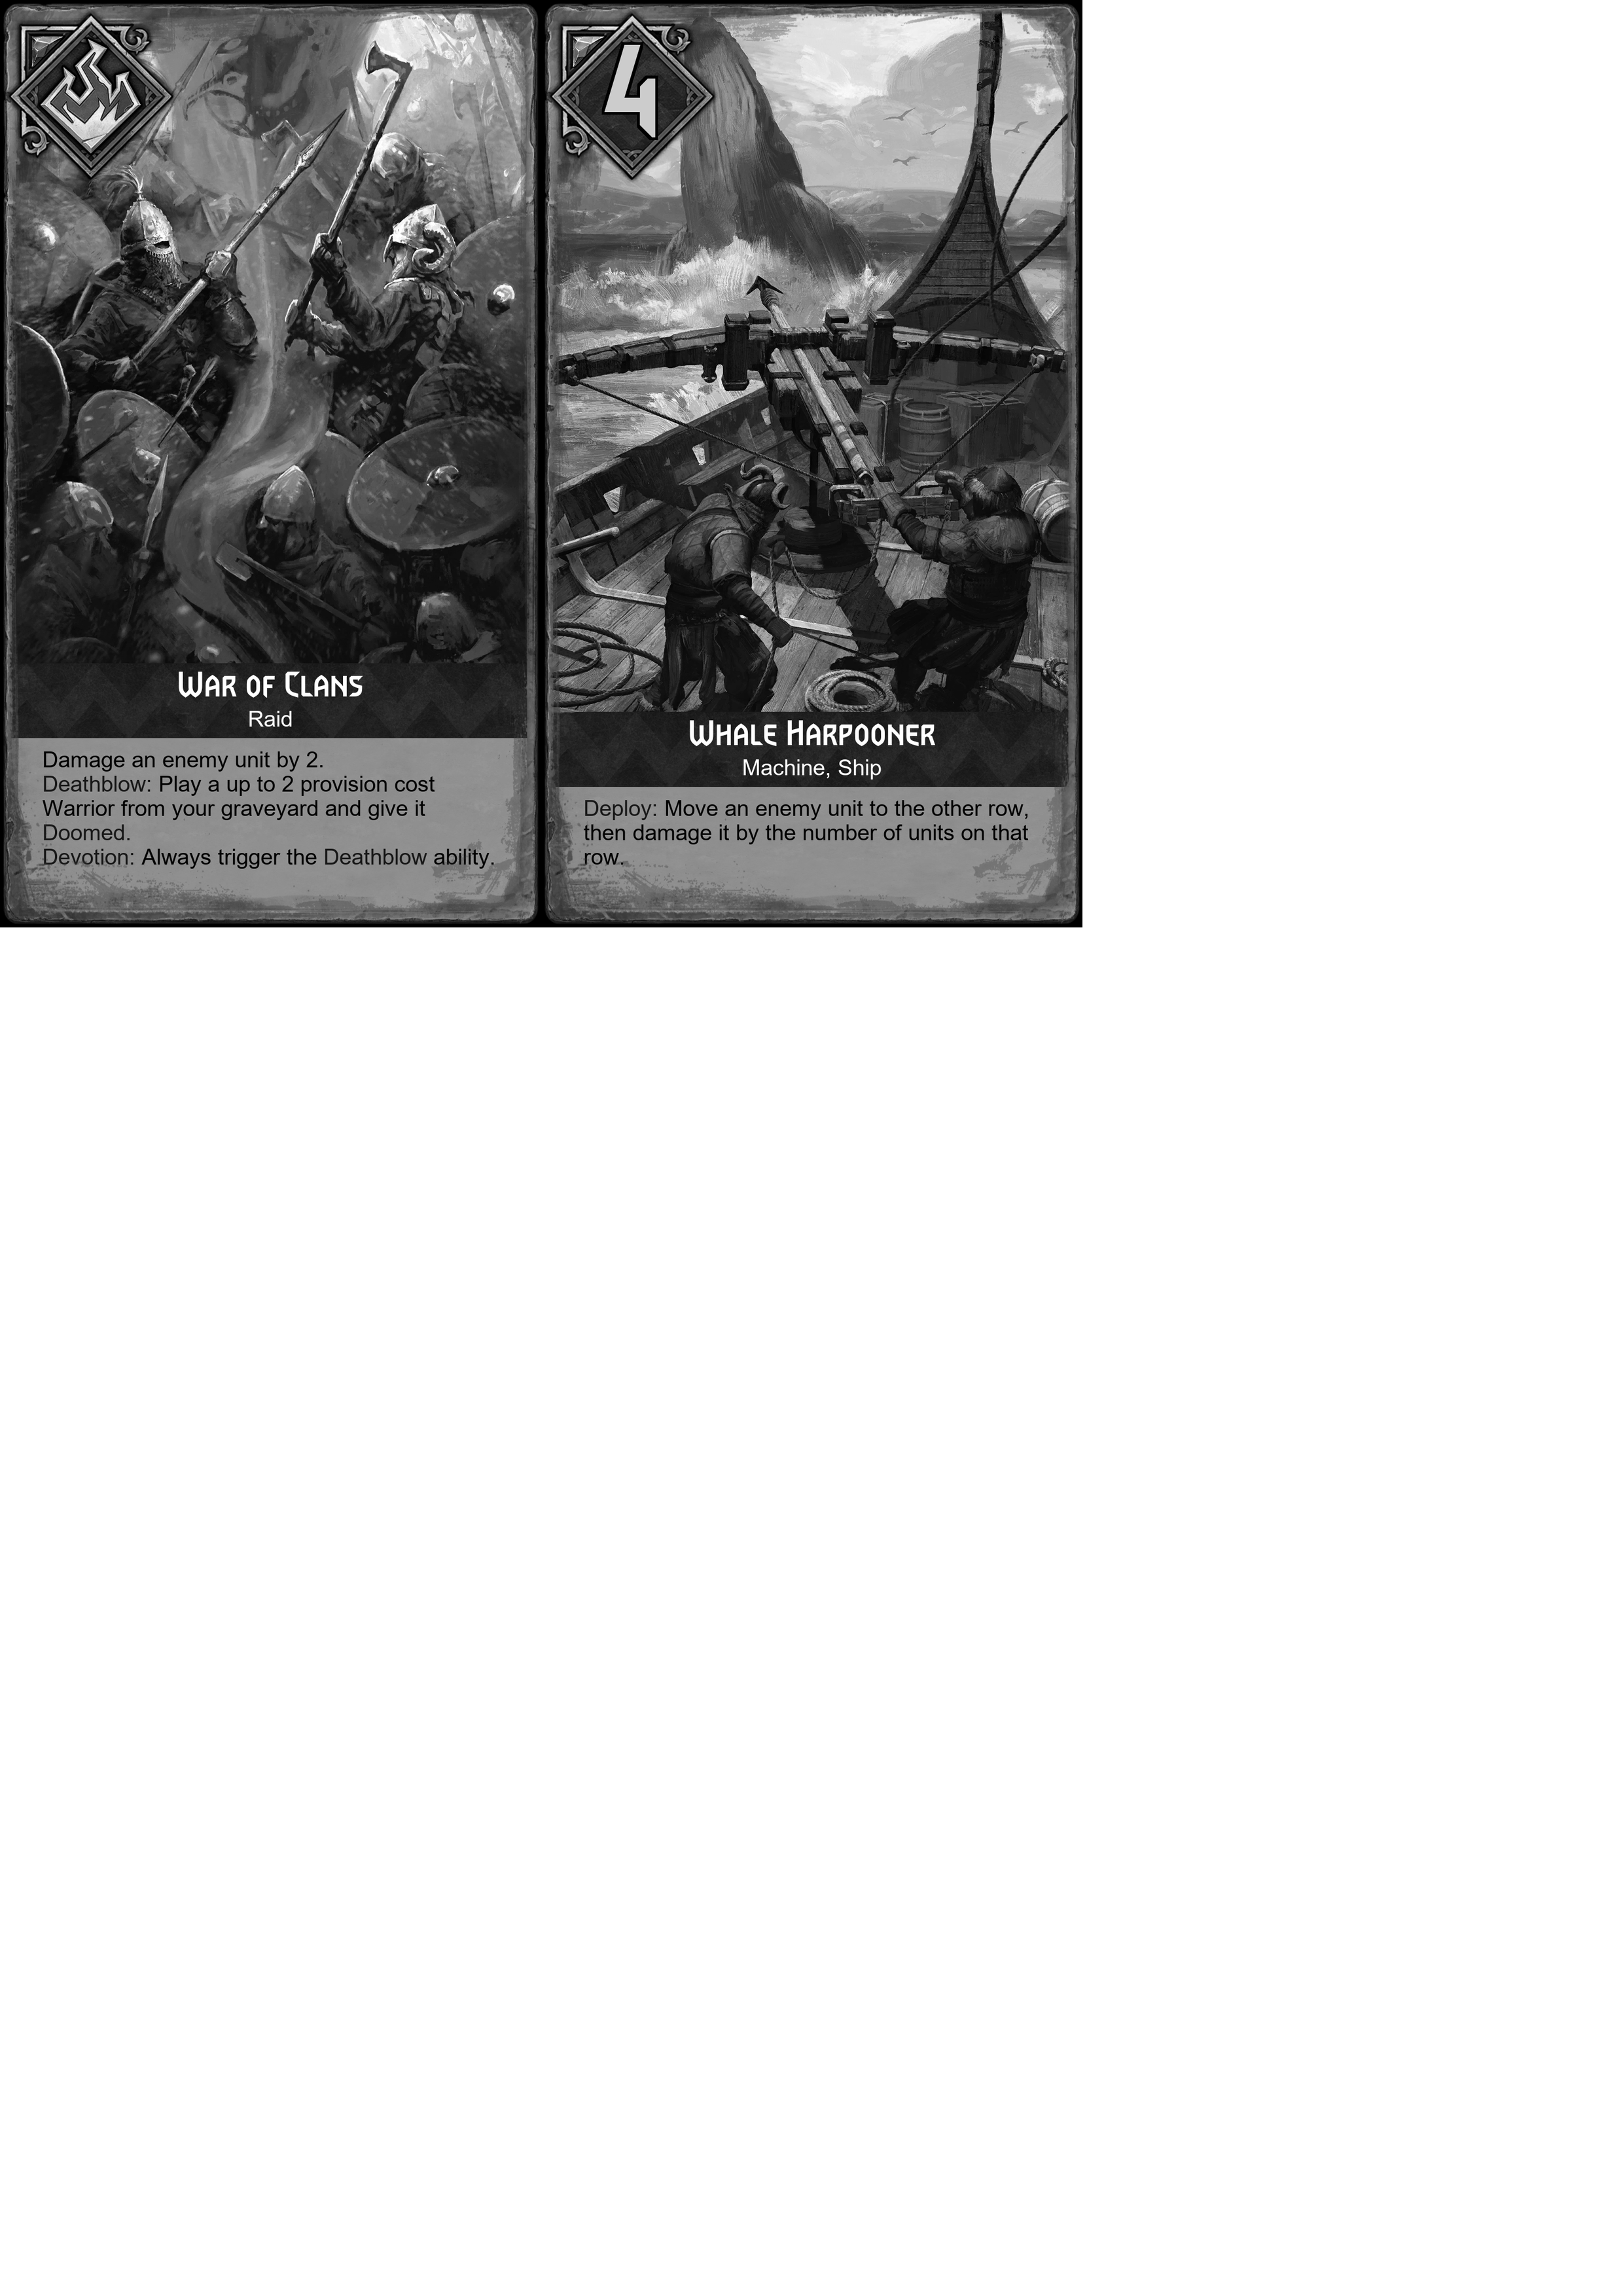 War of Clans
Raid
Damage an enemy unit by 2.
Deathblow: Play a up to 2 provision cost
Warrior from your graveyard and give it
Doomed.
Devotion: Always trigger the Deathblow ability.
4
Whale Harpooner
Machine, Ship
Deploy: Move an enemy unit to the other row,
then damage it by the number of units on that
row.